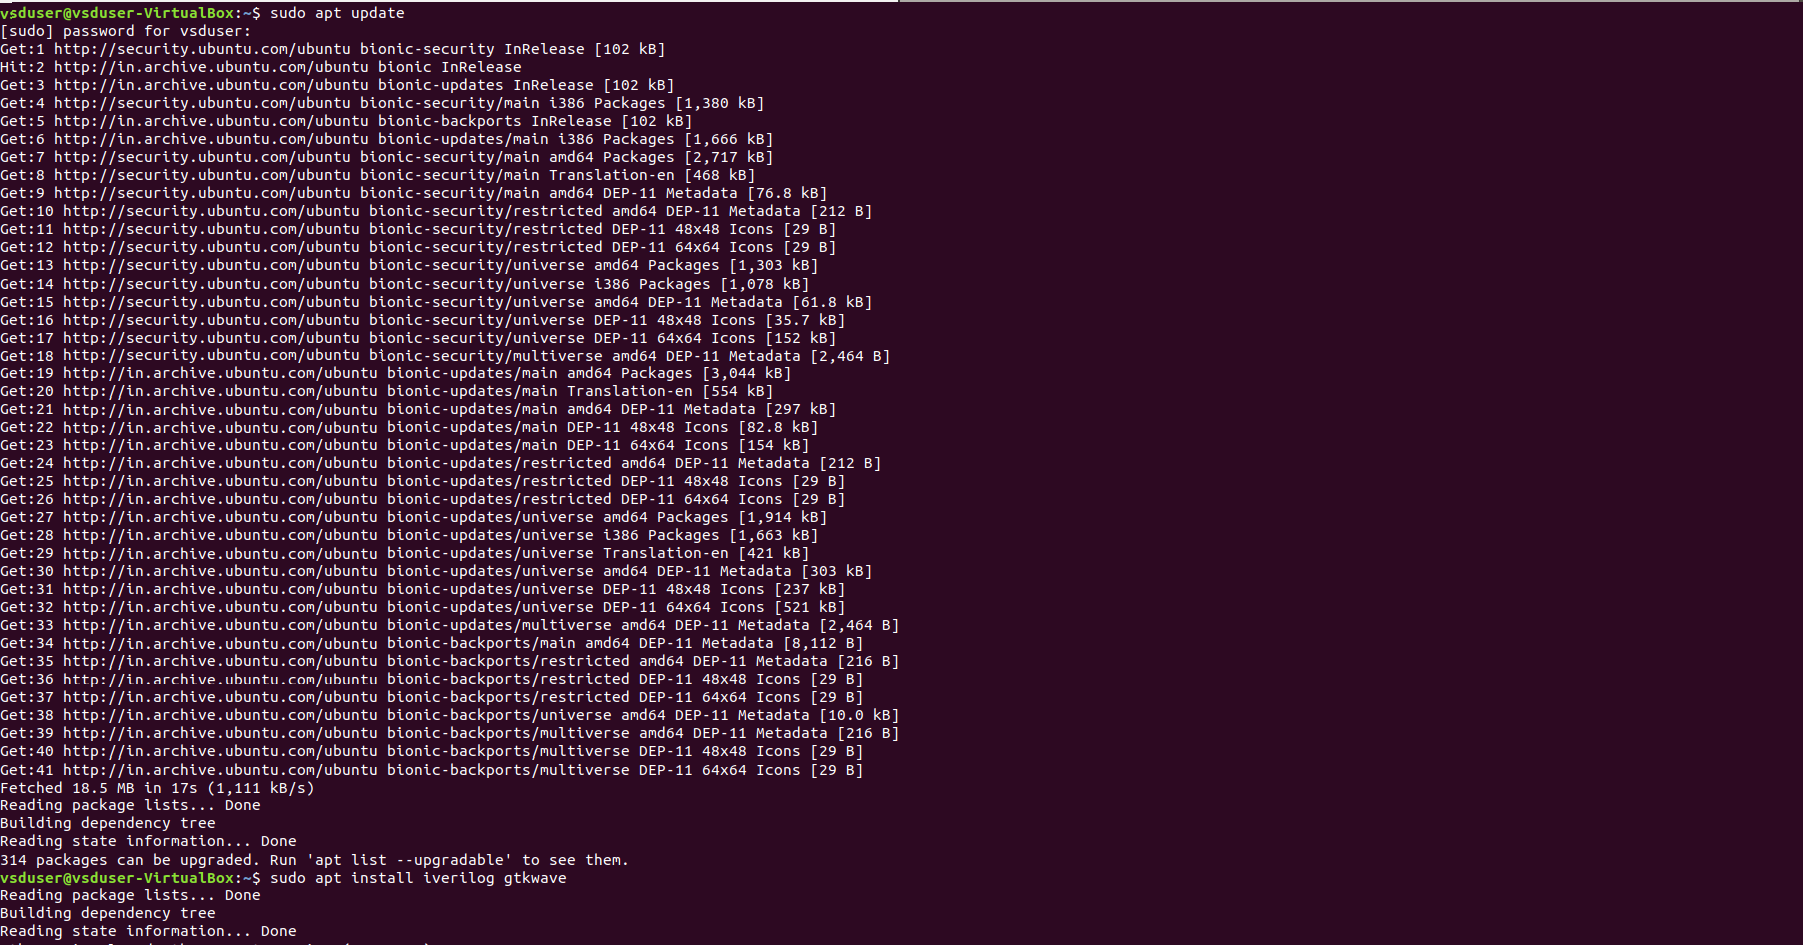 vsduser@vsduser-VirtualBox:~$ sudo apt update
[sudo] password for vsduser:
Get:1 http://security.ubuntu.com/ubuntu bionic-security InRelease [102 kB]
Hit:2 http://in.archive.ubuntu.com/ubuntu bionic InRelease
Get:3 http://in.archive.ubuntu.com/ubuntu bionic-updates InRelease [102 kB]
Get:4 http://security.ubuntu.com/ubuntu bionic-security/main i386 Packages [1,380 kB]
Get:5 http://in.archive.ubuntu.com/ubuntu bionic-backports InRelease [102 kB]
Get:6 http://in.archive.ubuntu.com/ubuntu bionic-updates/main i386 Packages [1,666 kB]
Get:7 http://security.ubuntu.com/ubuntu bionic-security/main amd64 Packages [2,717 kB]
Get:8 http://security.ubuntu.com/ubuntu bionic-security/main Translation-en [468 kB]
Get:9 http://security.ubuntu.com/ubuntu bionic-security/main amd64 DEP-11 Metadata [76.8 kB]
Get:10 http://security.ubuntu.com/ubuntu bionic-security/restricted amd64 DEP-11 Metadata [212 B]
Get:11 http://security.ubuntu.com/ubuntu bionic-security/restricted DEP-11 48x48 Icons [29 B]
Get:12 http://security.ubuntu.com/ubuntu bionic-security/restricted DEP-11 64x64 Icons [29 B]
Get:13 http://security.ubuntu.com/ubuntu bionic-security/universe amd64 Packages [1,303 kB]
Get:14 http://security.ubuntu.com/ubuntu bionic-security/universe i386 Packages [1,078 kB]
Get:15 http://security.ubuntu.com/ubuntu bionic-security/universe amd64 DEP-11 Metadata [61.8 kB]
Get:16 http://security.ubuntu.com/ubuntu bionic-security/universe DEP-11 48x48 Icons [35.7 kB]
Get:17 http://security.ubuntu.com/ubuntu bionic-security/universe DEP-11 64x64 Icons [152 kB]
Get:18 http://security.ubuntu.com/ubuntu bionic-security/multiverse amd64 DEP-11 Metadata [2,464 B]
Get:19 http://in.archive.ubuntu.com/ubuntu bionic-updates/main amd64 Packages [3,044 kB]
Get:20 http://in.archive.ubuntu.com/ubuntu bionic-updates/main Translation-en [554 kB]
Get:21 http://in.archive.ubuntu.com/ubuntu bionic-updates/main amd64 DEP-11 Metadata [297 kB]
Get:22 http://in.archive.ubuntu.com/ubuntu bionic-updates/main DEP-11 48x48 Icons [82.8 kB]
Get:23 http://in.archive.ubuntu.com/ubuntu bionic-updates/main DEP-11 64x64 Icons [154 kB]
Get:24 http://in.archive.ubuntu.com/ubuntu bionic-updates/restricted amd64 DEP-11 Metadata [212 B]
Get:25 http://in.archive.ubuntu.com/ubuntu bionic-updates/restricted DEP-11 48x48 Icons [29 B]
Get:26 http://in.archive.ubuntu.com/ubuntu bionic-updates/restricted DEP-11 64x64 Icons [29 B]
Get:27 http://in.archive.ubuntu.com/ubuntu bionic-updates/universe amd64 Packages [1,914 kB]
Get:28 http://in.archive.ubuntu.com/ubuntu bionic-updates/universe i386 Packages [1,663 kB]
Get:29 http://in.archive.ubuntu.com/ubuntu bionic-updates/universe Translation-en [421 kB]
Get:30 http://in.archive.ubuntu.com/ubuntu bionic-updates/universe amd64 DEP-11 Metadata [303 kB]
Get:31 http://in.archive.ubuntu.com/ubuntu bionic-updates/universe DEP-11 48x48 Icons [237 kB]
Get:32 http://in.archive.ubuntu.com/ubuntu bionic-updates/universe DEP-11 64x64 Icons [521 kB]
Get:33 http://in.archive.ubuntu.com/ubuntu bionic-updates/multiverse amd64 DEP-11 Metadata [2,464 B]
Get:34 http://in.archive.ubuntu.com/ubuntu bionic-backports/main amd64 DEP-11 Metadata [8,112 B]
Get:35 http://in.archive.ubuntu.com/ubuntu bionic-backports/restricted amd64 DEP-11 Metadata [216 B]
Get:36 http://in.archive.ubuntu.com/ubuntu bionic-backports/restricted DEP-11 48x48 Icons [29 B]
Get:37 http://in.archive.ubuntu.com/ubuntu bionic-backports/restricted DEP-11 64x64 Icons [29 B]
Get:38 http://in.archive.ubuntu.com/ubuntu bionic-backports/universe amd64 DEP-11 Metadata [10.0 kB]
Get:39 http://in.archive.ubuntu.com/ubuntu bionic-backports/multiverse amd64 DEP-11 Metadata [216 B]
Get:40 http://in.archive.ubuntu.com/ubuntu bionic-backports/multiverse DEP-11 48x48 Icons [29 B]
Get:41 http://in.archive.ubuntu.com/ubuntu bionic-backports/multiverse DEP-11 64x64 Icons [29 B]
Fetched 18.5 MB in 17s (1,111 kB/s)
Reading package lists... Done
Building dependency tree
Reading state information... Done
314 packages can be upgraded. Run 'apt list --upgradable' to see them.
vsduser@vsduser-VirtualBox:~$ sudo apt install iverilog gtkwave
Reading package lists... Done
Building dependency tree
Reading state information... Done